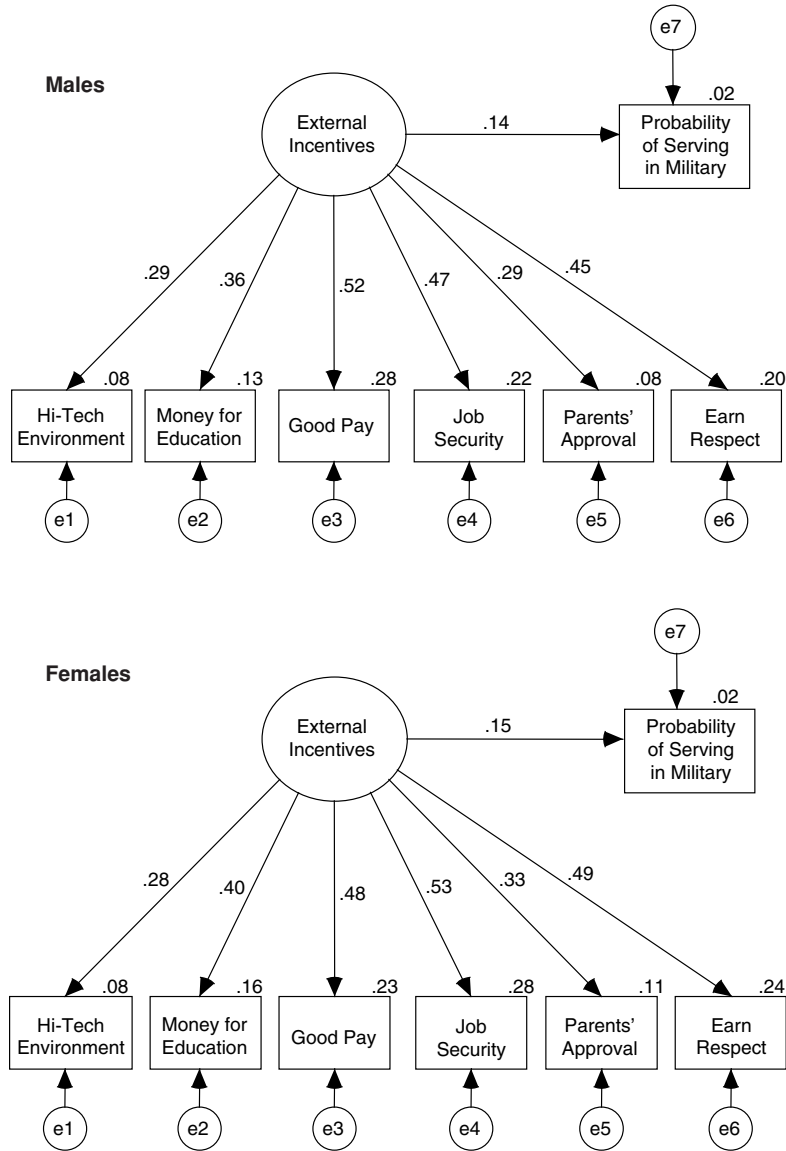 e7
Males
.02
External
Incentives
.14
Probability
of Serving
in Military
.29
.36
.52
.47
.29
.45
.08
.13
.28
.22
.08
.20
Hi-Tech
Environment
Money for
Education
Good Pay
Job
Security
Parents’
Approval
Earn
Respect
e1
e2
e3
e4
e5
e6
e7
Females
.02
External
Incentives
.15
Probability
of Serving
in Military
.28
.40
.48
.53
.33
.49
.08
.16
.23
.28
.11
.24
Hi-Tech
Environment
Money for
Education
Good Pay
Job
Security
Parents’
Approval
Earn
Respect
e1
e2
e3
e4
e5
e6